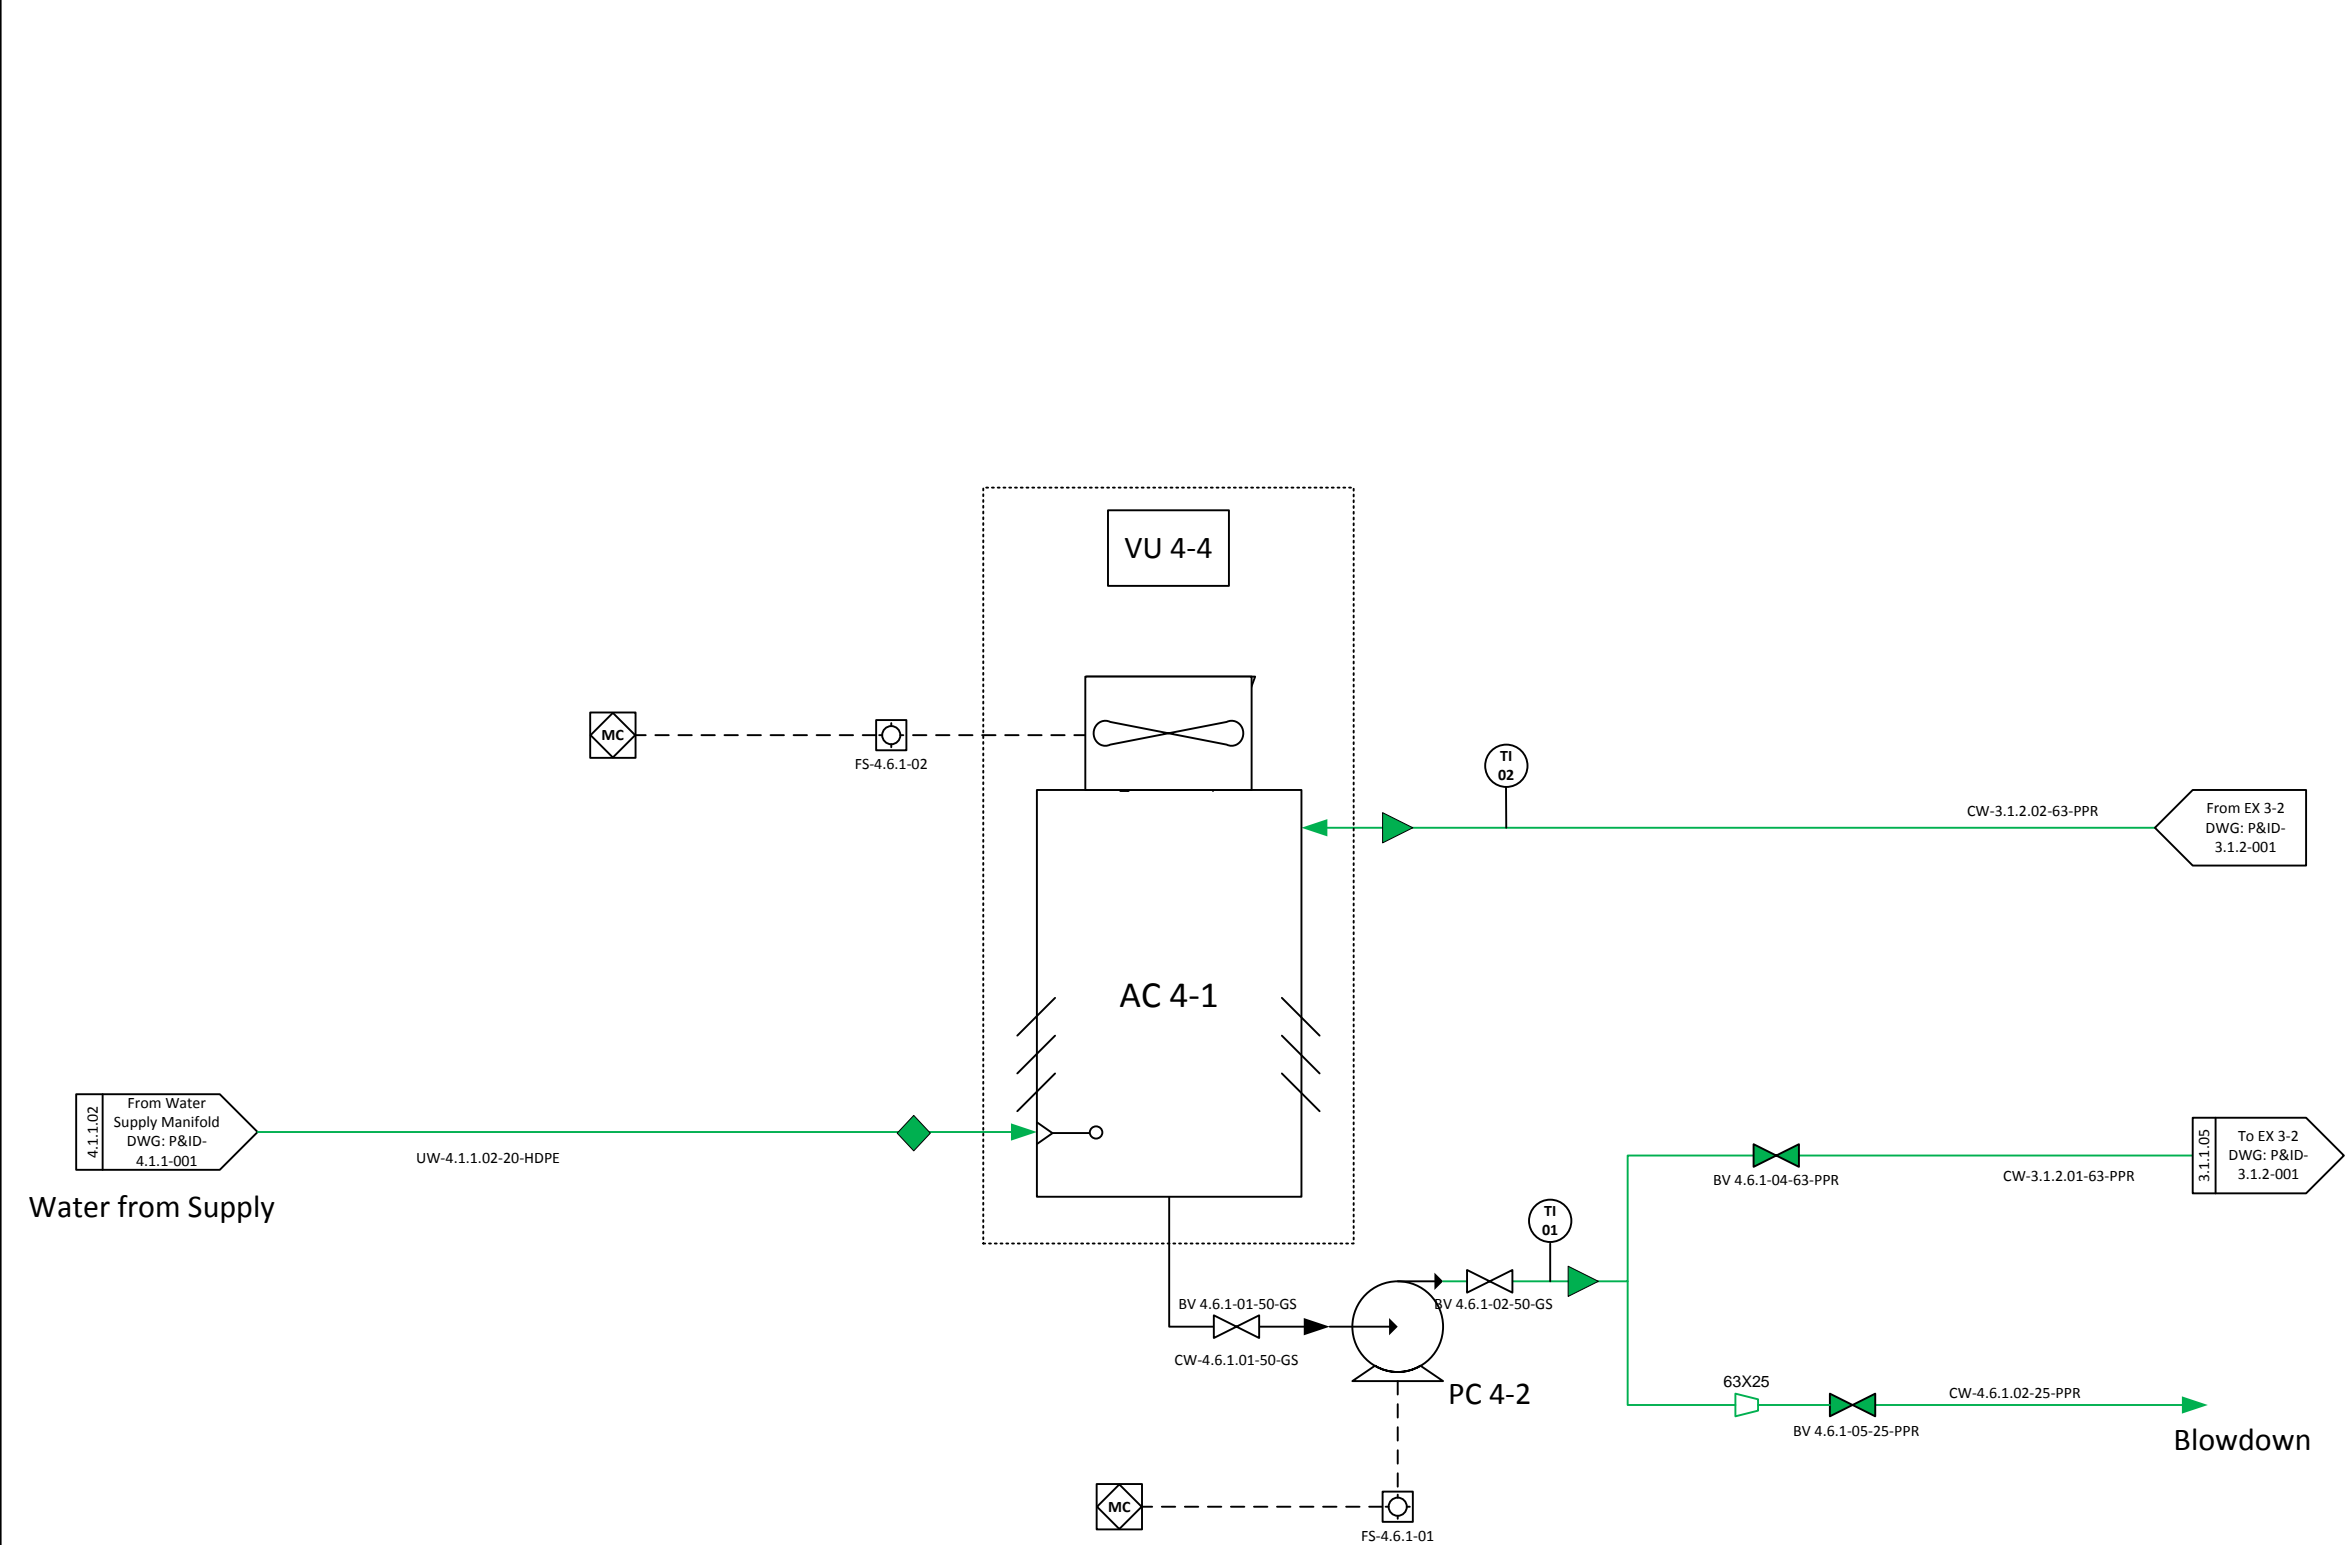 VU 4-4
MC
FS-4.6.1-02
TI
02
CW-3.1.2.02-63-PPR
From EX 3-2
DWG: P&ID-
3.1.2-001
AC 4-1
4.1.1.02
From Water
Supply Manifold
DWG: P&ID-
4.1.1-001
UW-4.1.1.02-20-HDPE
Water from Supply
BV 4.6.1-04-63-PPR
CW-3.1.2.01-63-PPR
3.1.1.05
To EX 3-2
DWG: P&ID-
3.1.2-001
TI
01
BV 4.6.1-01-50-GS
BV 4.6.1-02-50-GS
CW-4.6.1.01-50-GS
PC 4-2
63X25
CW-4.6.1.02-25-PPR
BV 4.6.1-05-25-PPR
Blowdown
MC
FS-4.6.1-01